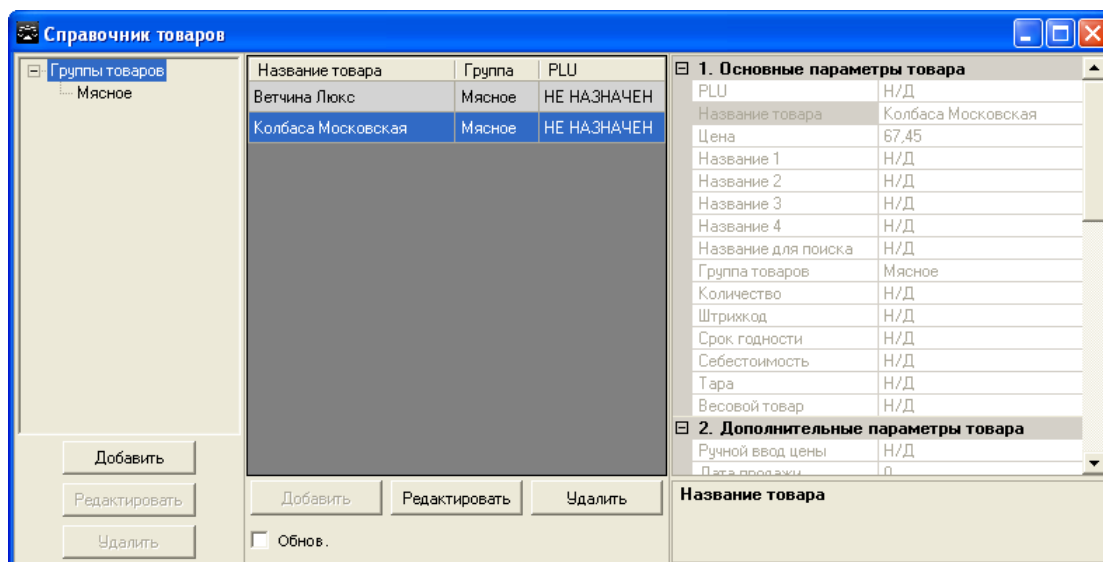 Справочник товаров
Группы товаров
Мясное
Добавить
Редактировать
Удалить
Название товара Группа PLU
Ветчина Люкс Мясное НЕ НАЗНАЧЕН
Колбаса Московская Мясное НЕ НАЗНАЧЕН
Добавить Редактировать Удалить
Обнов.
1. Основные параметры товара
PLU Н/Д
Название товара Колбаса Московская
Цена 67,45
Название 1 Н/Д
Название 2 Н/Д
Название 3 Н/Д
Название 4 Н/Д
Название для поиска Н/Д
Группа товаров Мясное
Количество Н/Д
Штрихкод Н/Д
Срок годности Н/Д
Себестоимость Н/Д
Тара Н/Д
Весовой товар Н/Д
2. Дополнительные параметры товара
Ручной ввод цены Н/Д
Дата продажи 0
Название товара